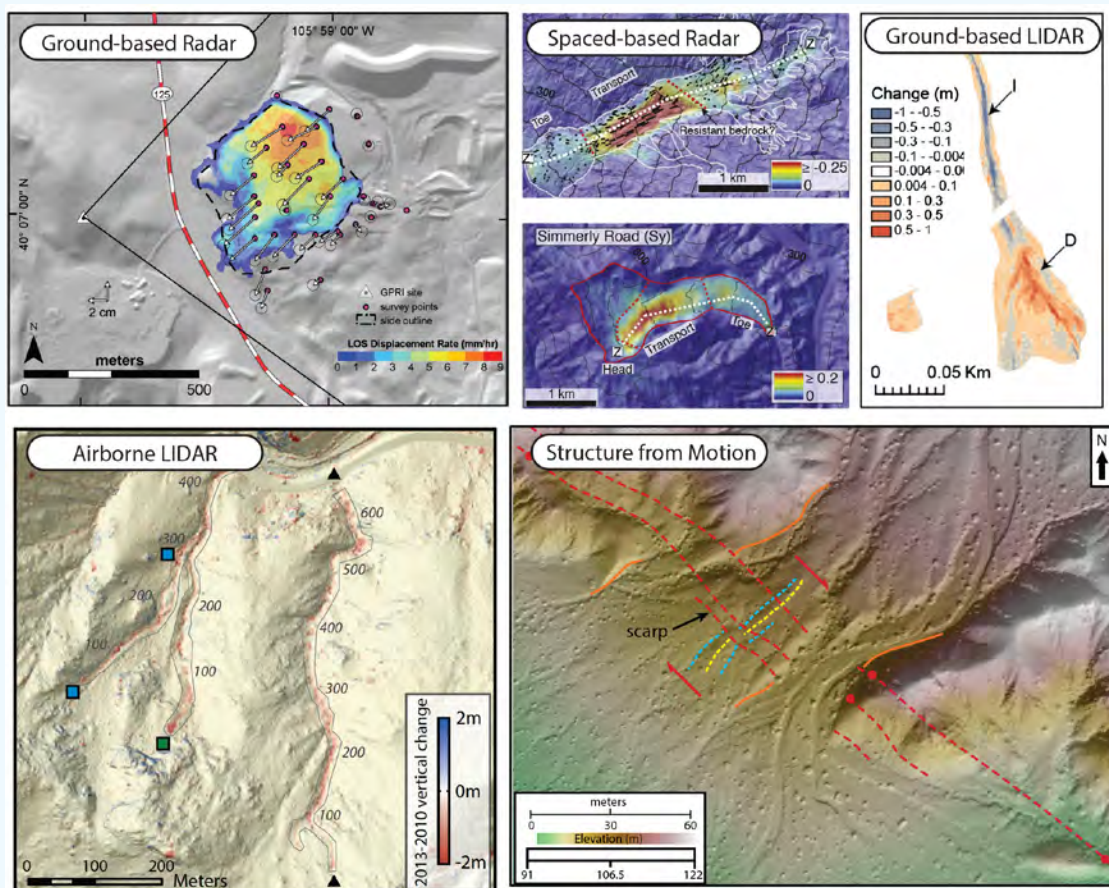 Ground-based Radar
105° 59' 00" W
125
40° 07' 00" N
2 cm
N
meters
0 500
GPRI site
survey points
slide outline
LOS Displacement Rate (mm/hr)
0 1 2 3 4 5 6 7 8 9
Spaced-based Radar
Z'
Transport
300
Toe
Resistant bedrock?
Z
1 km
≥ -0.25
0
Simmerly Road (Sy)
300
Toe
Z'
Transport
Z
Head
1 km
≥ 0.2
0
Ground-based LIDAR
Change (m)
-1 - -0.5
-0.5 - -0.3
-0.3 - -0.1
-0.1 - -0.004
-0.004 - 0.00
0.004 - 0.1
0.1 - 0.3
0.3 - 0.5
0.5 - 1
I
D
0 0.05 Km
Airborne LIDAR
400
600
300
500
200
200
400
100
100
300
200
100
2013-2010 vertical change
2m
0m
-2m
0 100 200
Meters
Structure from Motion
N
scarp
meters
0 30 60
Elevation (m)
91 106.5 122